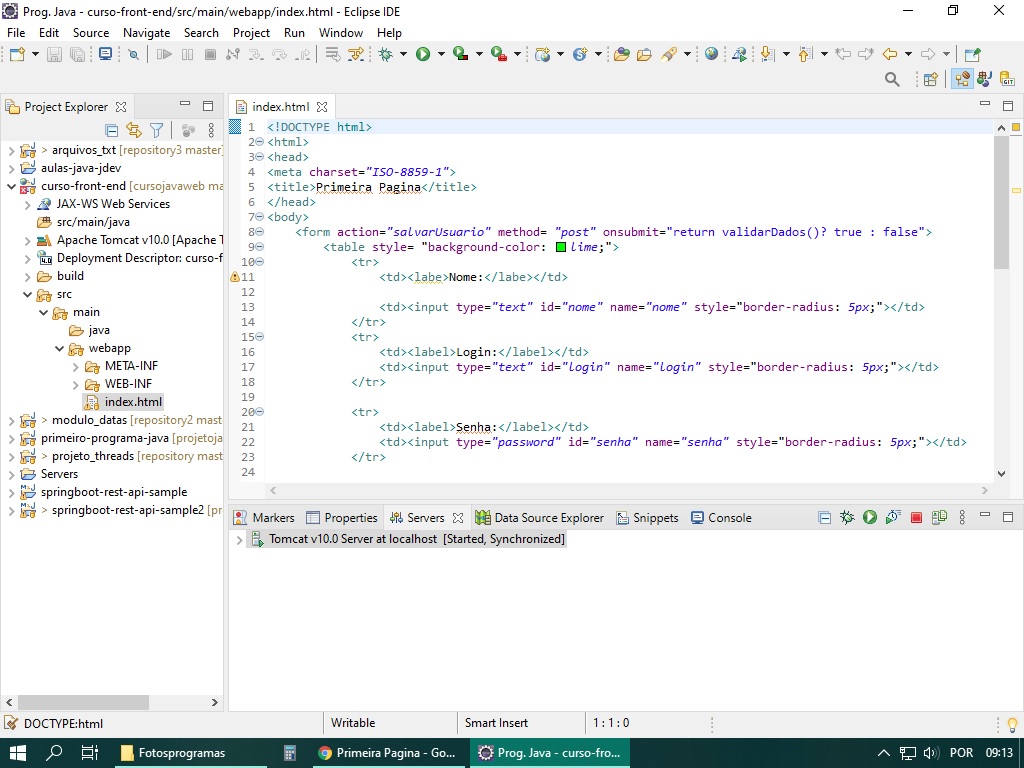 Prog. Java - curso-front-end/src/main/webapp/index.html - Eclipse IDE
File Edit Source Navigate Search Project Run Window Help
Project Explorer
> arquivos_txt [repository3 master]
aulas-java-jdev
curso-front-end [cursojavaweb ma
JAX-WS Web Services
src/main/java
Apache Tomcat v10.0 [Apache T
Deployment Descriptor: curso-f
build
src
main
java
webapp
META-INF
WEB-INF
index.html
> modulo_datas [repository2 mast
primeiro-programa-java [projetoja
> projeto_threads [repository mast
Servers
springboot-rest-api-sample
> springboot-rest-api-sample2 [pr
index.html
1 <!DOCTYPE html>
2 <html>
3 <head>
4 <meta charset="ISO-8859-1">
5 <title>Primeira Pagina</title>
6 </head>
7 <body>
8 <form action="salvarUsuario" method= "post" onsubmit="return validarDados()? true : false">
9 <table style= "background-color: lime;">
10 <tr>
11 <td><labe>Nome:</labe></td>
12
13 <td><input type="text" id="nome" name="nome" style="border-radius: 5px;"></td>
14 </tr>
15 <tr>
16 <td><label>Login:</label></td>
17 <td><input type="text" id="login" name="login" style="border-radius: 5px;"></td>
18 </tr>
19
20 <tr>
21 <td><label>Senha:</label></td>
22 <td><input type="password" id="senha" name="senha" style="border-radius: 5px;"></td>
23 </tr>
24
Markers Properties Servers Data Source Explorer Snippets Console
Tomcat v10.0 Server at localhost [Started, Synchronized]
DOCTYPE:html Writable Smart Insert 1 : 1 : 0
Fotosprogramas Primeira Pagina - Go... Prog. Java - curso-fro... POR 09:13